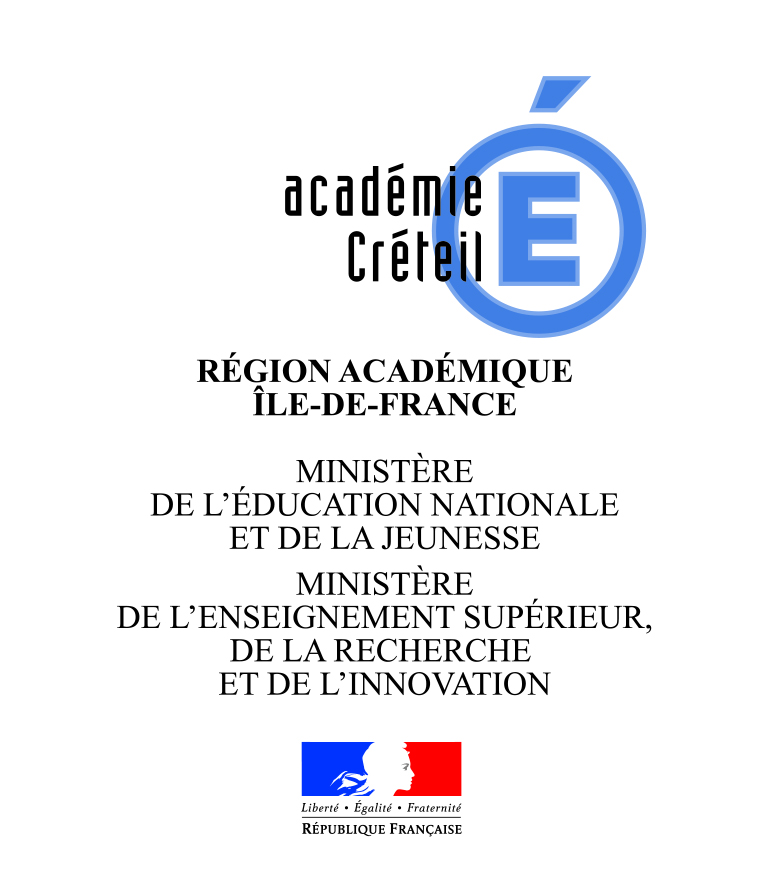 académie
Créteil
É
RÉGION ACADÉMIQUE
ÎLE-DE-FRANCE
MINISTÈRE
DE L’ÉDUCATION NATIONALE
ET DE LA JEUNESSE
MINISTÈRE
DE L’ENSEIGNEMENT SUPÉRIEUR,
DE LA RECHERCHE
ET DE L’INNOVATION
Liberté • Égalité • Fraternité
RÉPUBLIQUE FRANÇAISE